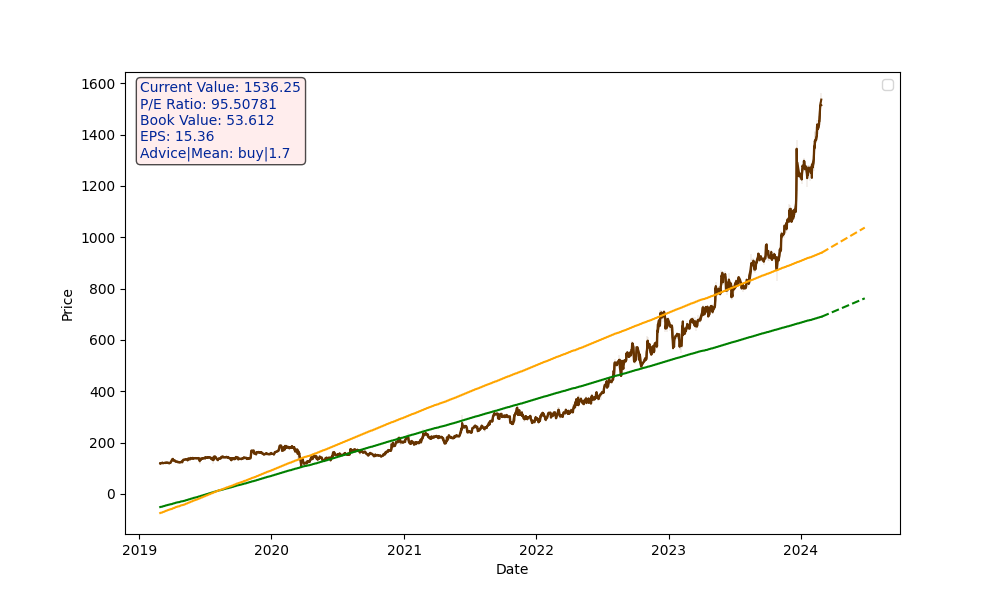 Current Value: 1536.25
P/E Ratio: 95.50781
Book Value: 53.612
EPS: 15.36
Advice|Mean: buy|1.7
1600
1400
1200
1000
800
600
400
200
0
Price
2019
2020
2021
2022
2023
2024
Date